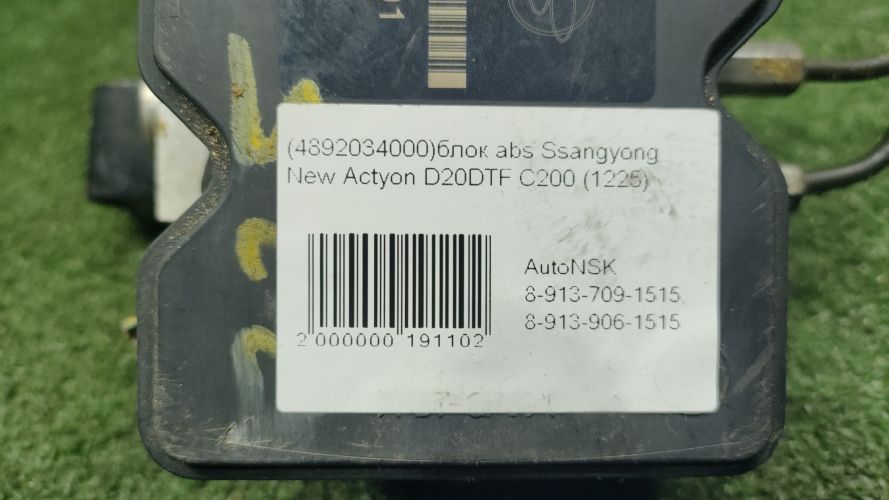 01
(4892034000)блок abs Ssangyong
New Actyon D20DTF C200 (1225)
AutoNSK
8-913-709-1515,
8-913-906-1515
2 000000 191102